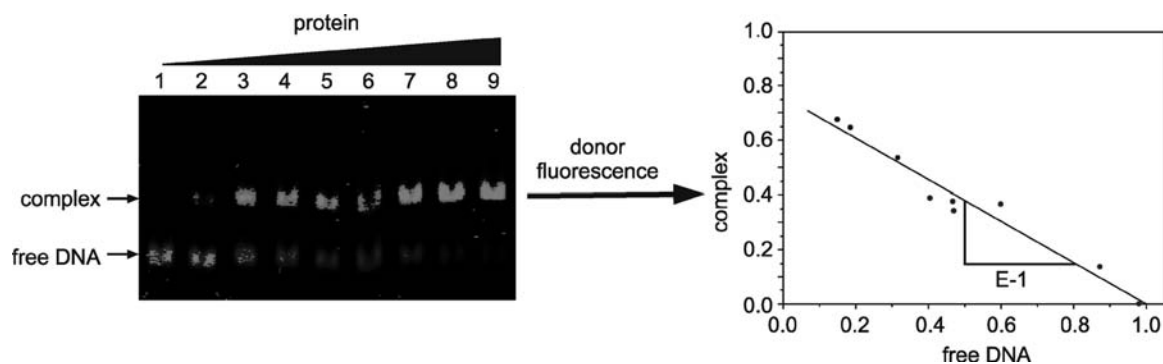 protein
1 2 3 4 5 6 7 8 9
complex
free DNA
donor
fluorescence
complex
1.0
0.8
0.6
0.4
0.2
0.0
E-1
0.0 0.2 0.4 0.6 0.8 1.0
free DNA